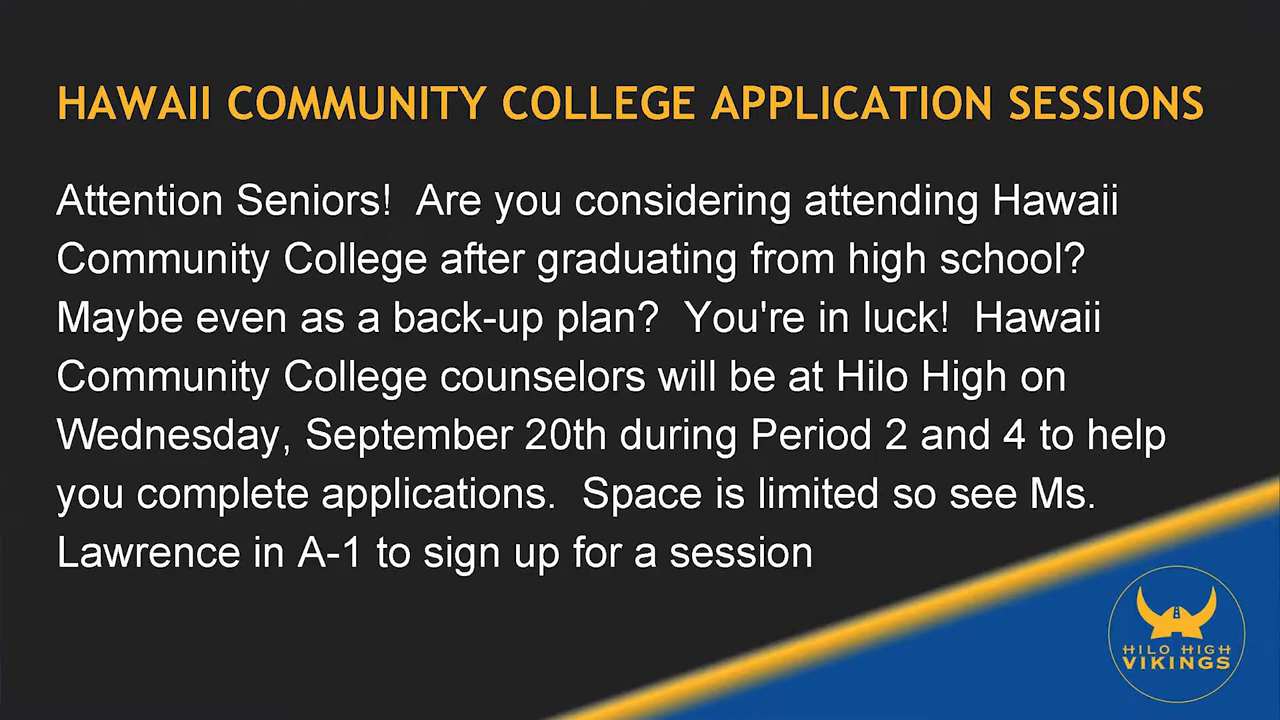 HAWAII COMMUNITY COLLEGE APPLICATION SESSIONS
Attention Seniors!  Are you considering attending Hawaii
Community College after graduating from high school?
Maybe even as a back-up plan?  You're in luck!  Hawaii
Community College counselors will be at Hilo High on
Wednesday, September 20th during Period 2 and 4 to help
you complete applications.  Space is limited so see Ms.
Lawrence in A-1 to sign up for a session
HILO HIGH
VIKINGS